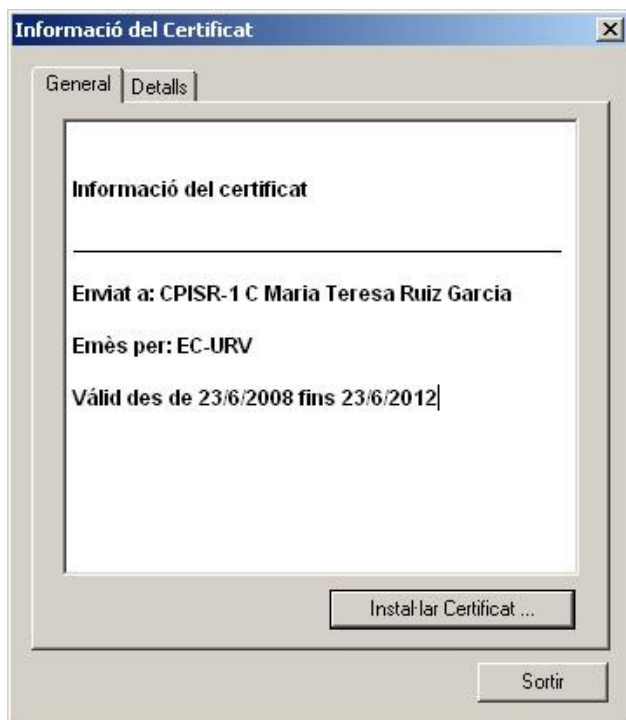 Informació del Certificat
General
Detalls
Informació del certificat
Enviat a: CPISR-1 C Maria Teresa Ruiz Garcia
Emès per: EC-URV
Válid des de 23/6/2008 fins 23/6/2012
Instal·lar Certificat ...
Sortir